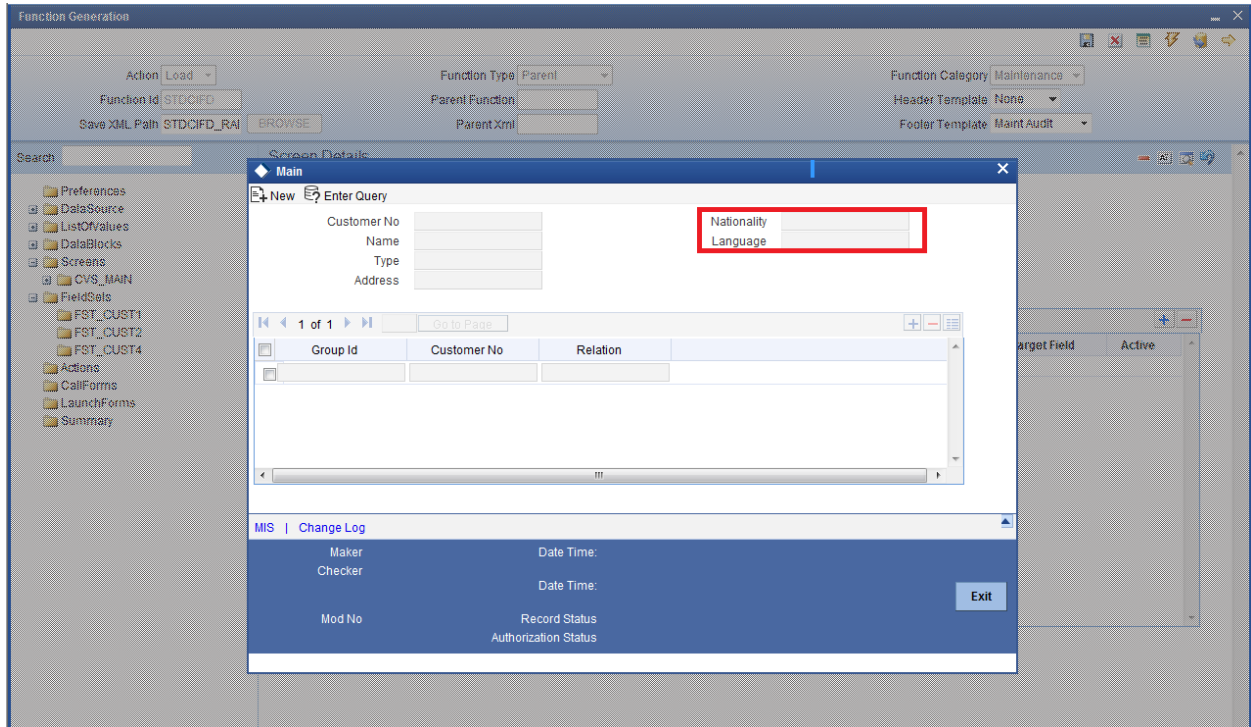 Function Generation
Action Load Function Type Parent Function Category Maintenance
Function Id STDCIFD Parent Function Header Template None
Save XML Path STDCIFD_RAI BROWSE Parent Xml Footer Template Maint Audit
Search Screen Details
Preferences
DataSource
ListOfValues
DataBlocks
Screens
CVS_MAIN
FieldSets
FST_CUST1
FST_CUST2
FST_CUST4
Actions
CallForms
LaunchForms
Summary
Main
New Enter Query
Customer No Nationality
Name Language
Type
Address
1 of 1 Go to Page
Group Id Customer No Relation
arget Field Active
MIS | Change Log
Maker Date Time:
Checker
Date Time:
Exit
Mod No Record Status
Authorization Status